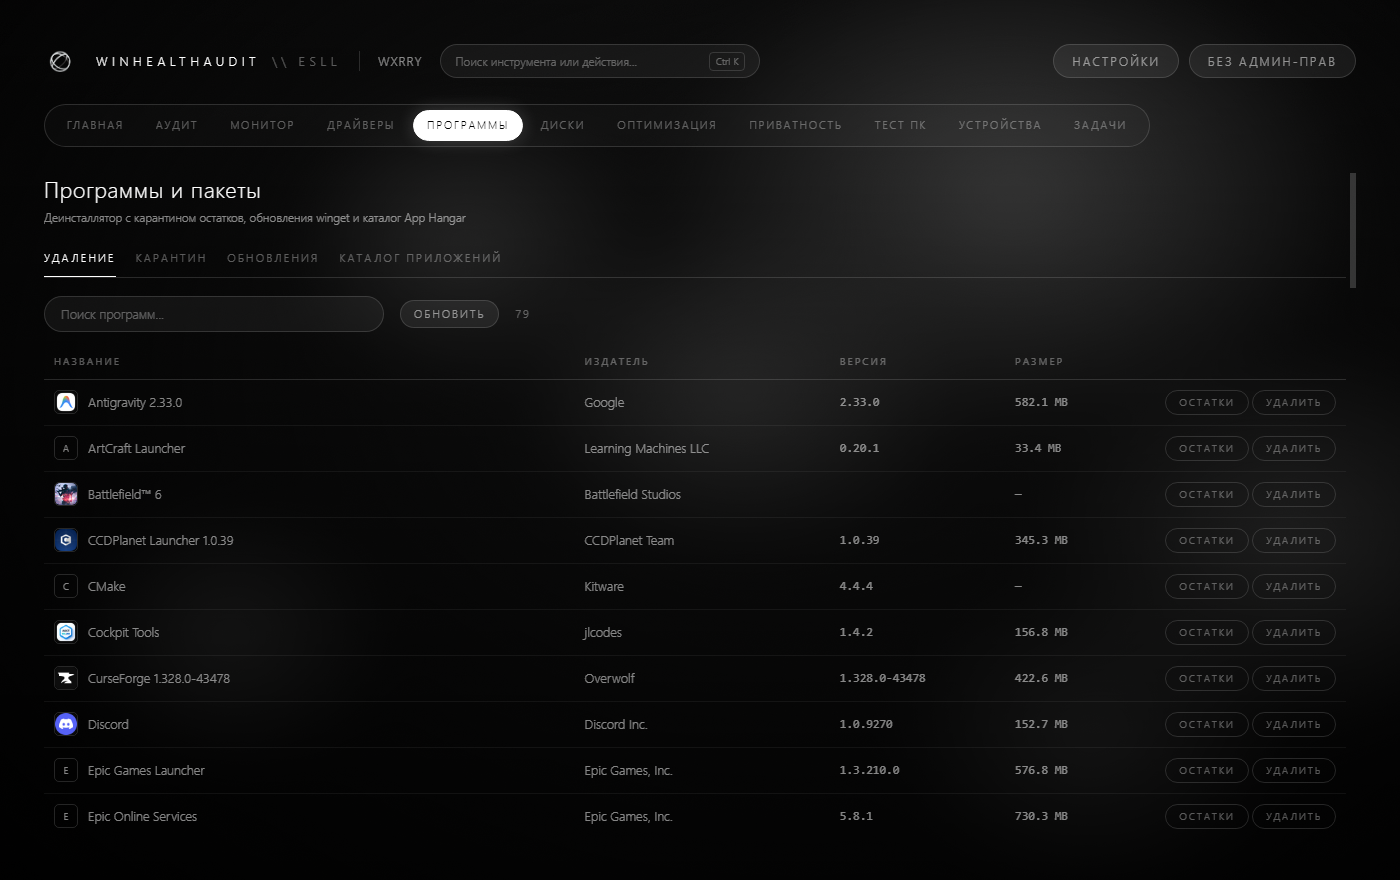 WINHEALTHAUDIT \\ ESLL WXRRY Поиск инструмента или действия... Ctrl K НАСТРОЙКИ БЕЗ АДМИН-ПРАВ
ГЛАВНАЯ АУДИТ МОНИТОР ДРАЙВЕРЫ ПРОГРАММЫ ДИСКИ ОПТИМИЗАЦИЯ ПРИВАТНОСТЬ ТЕСТ ПК УСТРОЙСТВА ЗАДАЧИ
Программы и пакеты
Деинсталлятор с карантином остатков, обновления winget и каталог App Hangar
УДАЛЕНИЕ КАРАНТИН ОБНОВЛЕНИЯ КАТАЛОГ ПРИЛОЖЕНИЙ
Поиск программ... ОБНОВИТЬ 79
НАЗВАНИЕ ИЗДАТЕЛЬ ВЕРСИЯ РАЗМЕР
Antigravity 2.33.0 Google 2.33.0 582.1 MB ОСТАТКИ УДАЛИТЬ
A ArtCraft Launcher Learning Machines LLC 0.20.1 33.4 MB ОСТАТКИ УДАЛИТЬ
Battlefield™ 6 Battlefield Studios — ОСТАТКИ УДАЛИТЬ
CCDPlanet Launcher 1.0.39 CCDPlanet Team 1.0.39 345.3 MB ОСТАТКИ УДАЛИТЬ
C CMake Kitware 4.4.4 — ОСТАТКИ УДАЛИТЬ
Cockpit Tools jlcodes 1.4.2 156.8 MB ОСТАТКИ УДАЛИТЬ
CurseForge 1.328.0-43478 Overwolf 1.328.0-43478 422.6 MB ОСТАТКИ УДАЛИТЬ
Discord Discord Inc. 1.0.9270 152.7 MB ОСТАТКИ УДАЛИТЬ
E Epic Games Launcher Epic Games, Inc. 1.3.210.0 576.8 MB ОСТАТКИ УДАЛИТЬ
E Epic Online Services Epic Games, Inc. 5.8.1 730.3 MB ОСТАТКИ УДАЛИТЬ